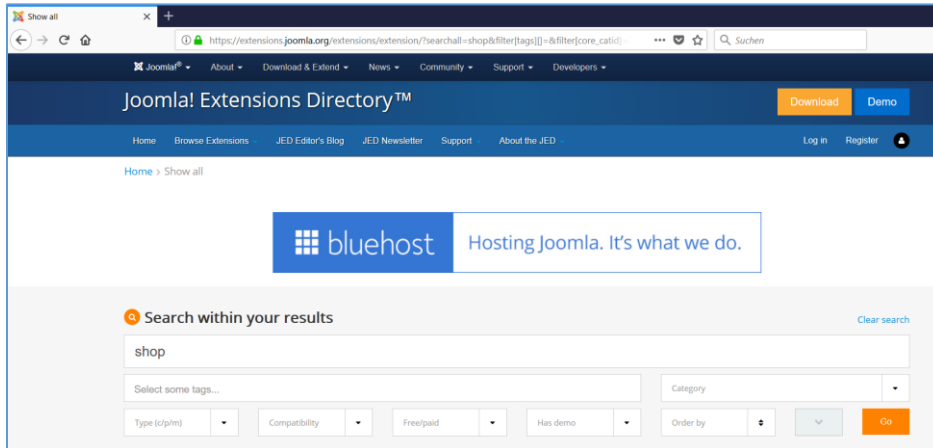 Show all
https://extensions.joomla.org/extensions/extension/?searchall=shop&filter[tags][]=&filter[core_catid]=
Suchen
Joomla!® About Download & Extend News Community Support Developers
Joomla! Extensions Directory™
Download Demo
Home Browse Extensions JED Editor's Blog JED Newsletter Support About the JED Log in Register
Home > Show all
bluehost Hosting Joomla. It's what we do.
Search within your results Clear search
shop
Select some tags... Category
Type (c/p/m) Compatibility Free/paid Has demo Order by Go